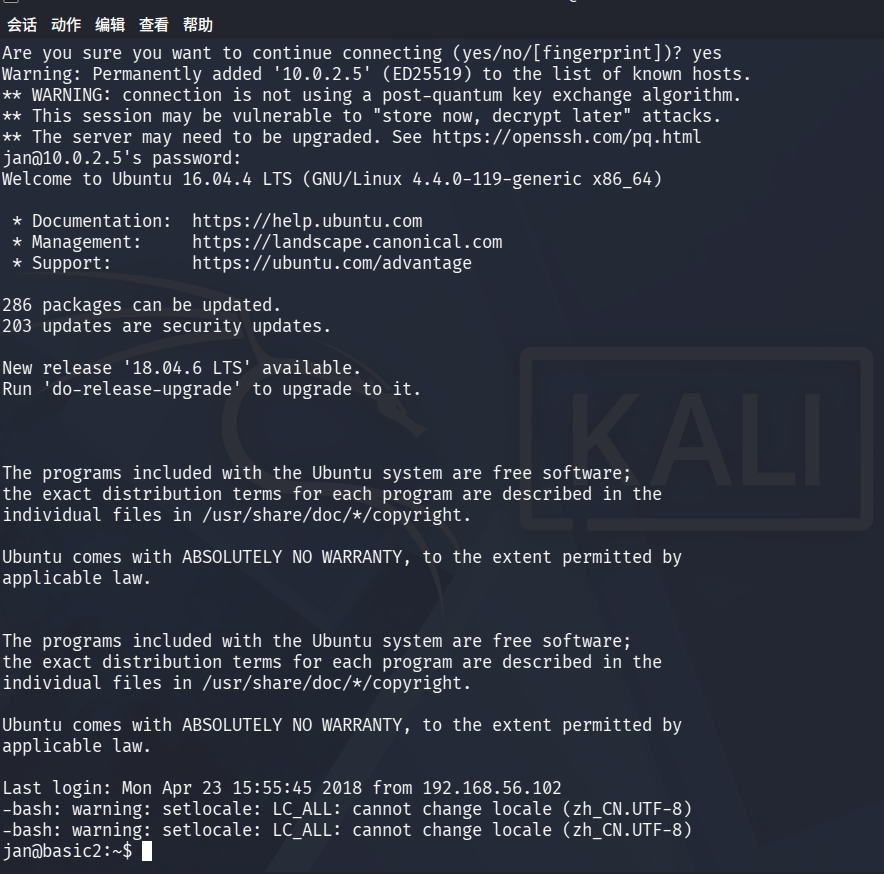 会话 动作 编辑 查看 帮助
Are you sure you want to continue connecting (yes/no/[fingerprint])? yes
Warning: Permanently added '10.0.2.5' (ED25519) to the list of known hosts.
** WARNING: connection is not using a post-quantum key exchange algorithm.
** This session may be vulnerable to "store now, decrypt later" attacks.
** The server may need to be upgraded. See https://openssh.com/pq.html
jan@10.0.2.5's password:
Welcome to Ubuntu 16.04.4 LTS (GNU/Linux 4.4.0-119-generic x86_64)

 * Documentation:  https://help.ubuntu.com
 * Management:     https://landscape.canonical.com
 * Support:        https://ubuntu.com/advantage

286 packages can be updated.
203 updates are security updates.

New release '18.04.6 LTS' available.
Run 'do-release-upgrade' to upgrade to it.

KALI

The programs included with the Ubuntu system are free software;
the exact distribution terms for each program are described in the
individual files in /usr/share/doc/*/copyright.

Ubuntu comes with ABSOLUTELY NO WARRANTY, to the extent permitted by
applicable law.

The programs included with the Ubuntu system are free software;
the exact distribution terms for each program are described in the
individual files in /usr/share/doc/*/copyright.

Ubuntu comes with ABSOLUTELY NO WARRANTY, to the extent permitted by
applicable law.

Last login: Mon Apr 23 15:55:45 2018 from 192.168.56.102
-bash: warning: setlocale: LC_ALL: cannot change locale (zh_CN.UTF-8)
-bash: warning: setlocale: LC_ALL: cannot change locale (zh_CN.UTF-8)
jan@basic2:~$